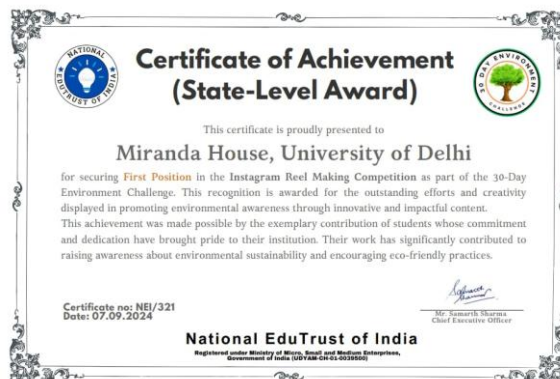 NATIONAL
EDUTRUST OF INDIA
30 DAY ENVIRONMENT
CHALLENGE
Certificate of Achievement
(State-Level Award)
This certificate is proudly presented to
Miranda House, University of Delhi
for securing First Position in the Instagram Reel Making Competition as part of the 30-Day
Environment Challenge. This recognition is awarded for the outstanding efforts and creativity
displayed in promoting environmental awareness through innovative and impactful content.
This achievement was made possible by the exemplary contribution of students whose commitment
and dedication have brought pride to their institution. Their work has significantly contributed to
raising awareness about environmental sustainability and encouraging eco-friendly practices.
Certificate no: NEI/321
Date: 07.09.2024
Mr. Samarth Sharma
Chief Executive Officer
National EduTrust of India
Registered under Ministry of Micro, Small and Medium Enterprises,
Government of India (UDYAM-CH-01-0039500)